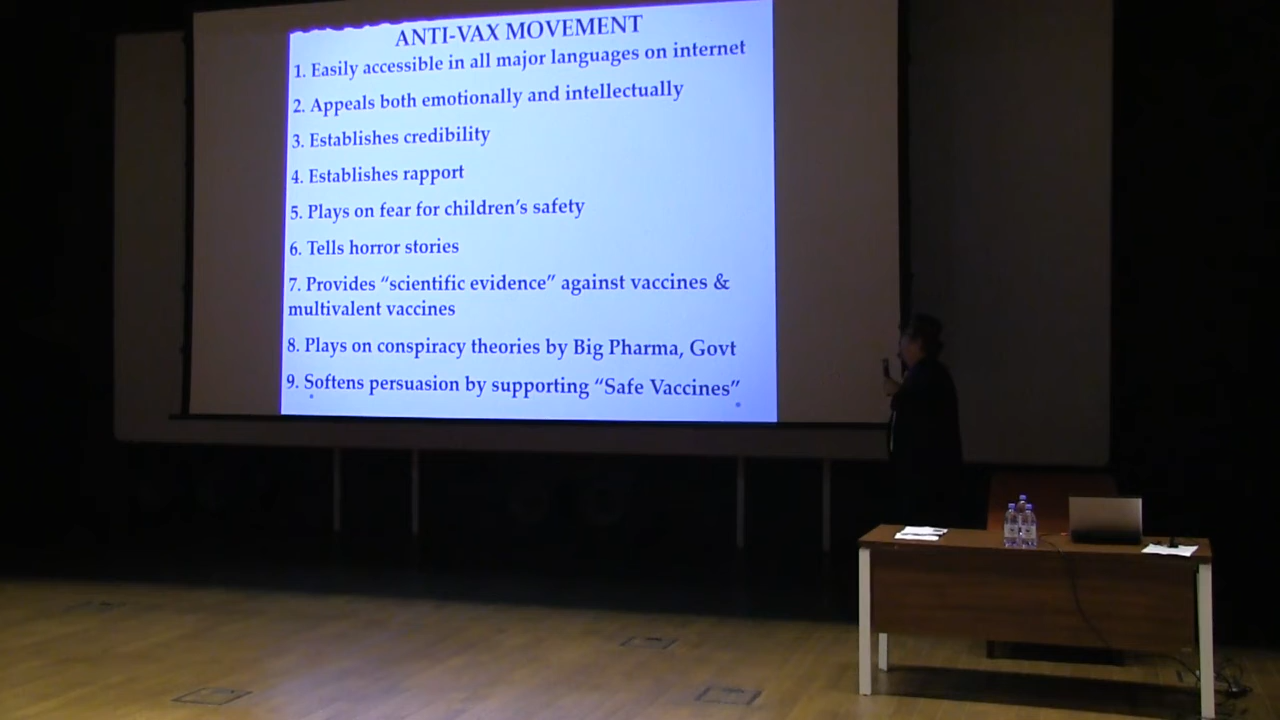 ANTI-VAX MOVEMENT
1. Easily accessible in all major languages on internet
2. Appeals both emotionally and intellectually
3. Establishes credibility
4. Establishes rapport
5. Plays on fear for children’s safety
6. Tells horror stories
7. Provides “scientific evidence” against vaccines &
multivalent vaccines
8. Plays on conspiracy theories by Big Pharma, Govt
9. Softens persuasion by supporting “Safe Vaccines”